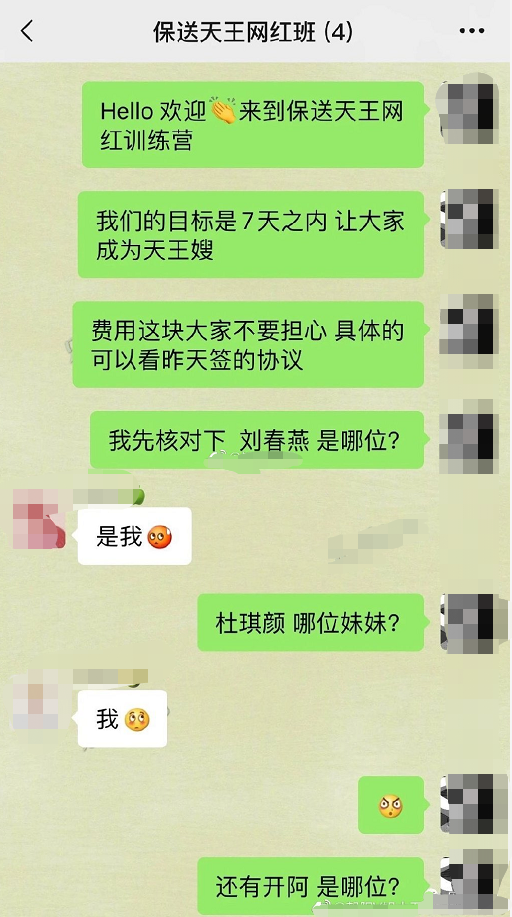 保送天王网红班 (4)
Hello 欢迎👏来到保送天王网
红训练营
我们的目标是7天之内 让大家
成为天王嫂
费用这块大家不要担心 具体的
可以看昨天签的协议
我先核对下 刘春燕 是哪位?
是我🥵
杜琪颜 哪位妹妹?
我😳
还有开阿 是哪位?